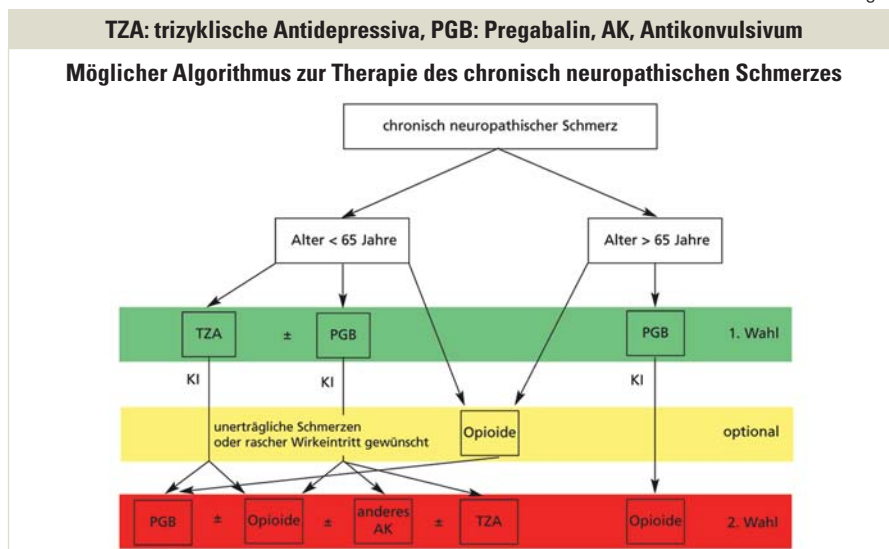 TZA: trizyklische Antidepressiva, PGB: Pregabalin, AK, Antikonvulsivum
Möglicher Algorithmus zur Therapie des chronisch neuropathischen Schmerzes
chronisch neuropathischer Schmerz
Alter < 65 Jahre
Alter > 65 Jahre
TZA ± PGB PGB 1. Wahl
KI KI KI
unerträgliche Schmerzen
oder rascher Wirkeintritt gewünscht
Opioide
optional
PGB ± Opioide ± anderes AK ± TZA Opioide 2. Wahl